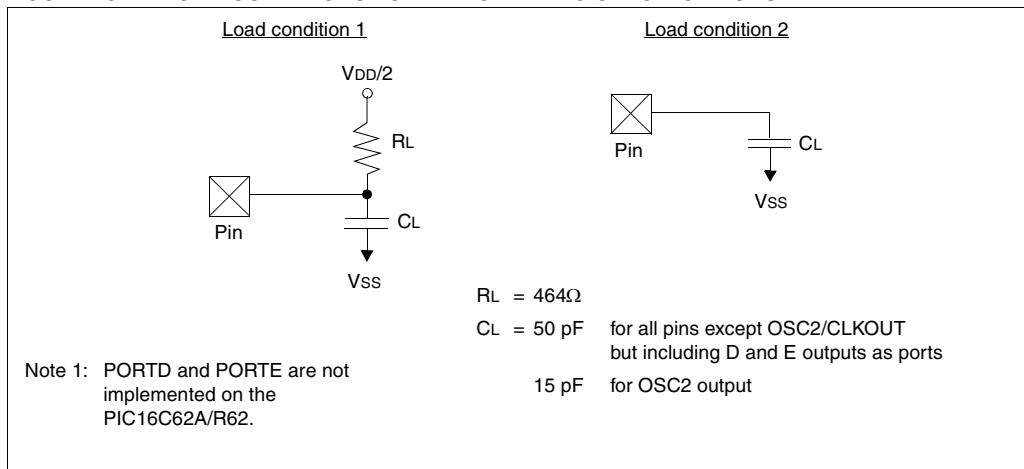 Load condition 1
Load condition 2
VDD/2
RL
Pin
CL
VSS
Pin
CL
VSS
RL = 464Ω
CL = 50 pF for all pins except OSC2/CLKOUT
but including D and E outputs as ports
15 pF for OSC2 output
Note 1: PORTD and PORTE are not
implemented on the
PIC16C62A/R62.